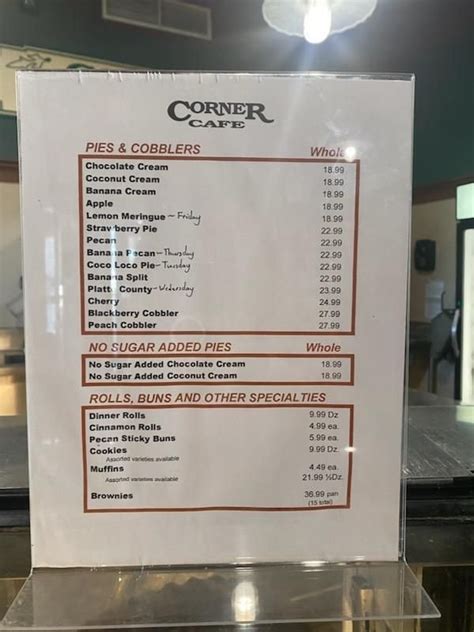 CORNER
CAFE
PIES & COBBLERS Whole
Chocolate Cream 18.99
Coconut Cream 18.99
Banana Cream 18.99
Apple 18.99
Lemon Meringue ~ Friday 18.99
Strawberry Pie 22.99
Pecan 22.99
Banana Pecan - Thursday 22.99
Coco Loco Pie - Tuesday 22.99
Banana Split 22.99
Platte County - Wednesday 23.99
Cherry 24.99
Blackberry Cobbler 27.99
Peach Cobbler 27.99
NO SUGAR ADDED PIES Whole
No Sugar Added Chocolate Cream 18.99
No Sugar Added Coconut Cream 18.99
ROLLS, BUNS AND OTHER SPECIALTIES
Dinner Rolls 9.99 Dz
Cinnamon Rolls 4.99 ea.
Pecan Sticky Buns 5.99 ea.
Cookies 9.99 Dz.
Assorted varieties available
Muffins 4.49 ea.
Assorted varieties available 21.99 ½Dz.
Brownies 36.99 pan
(15 total)